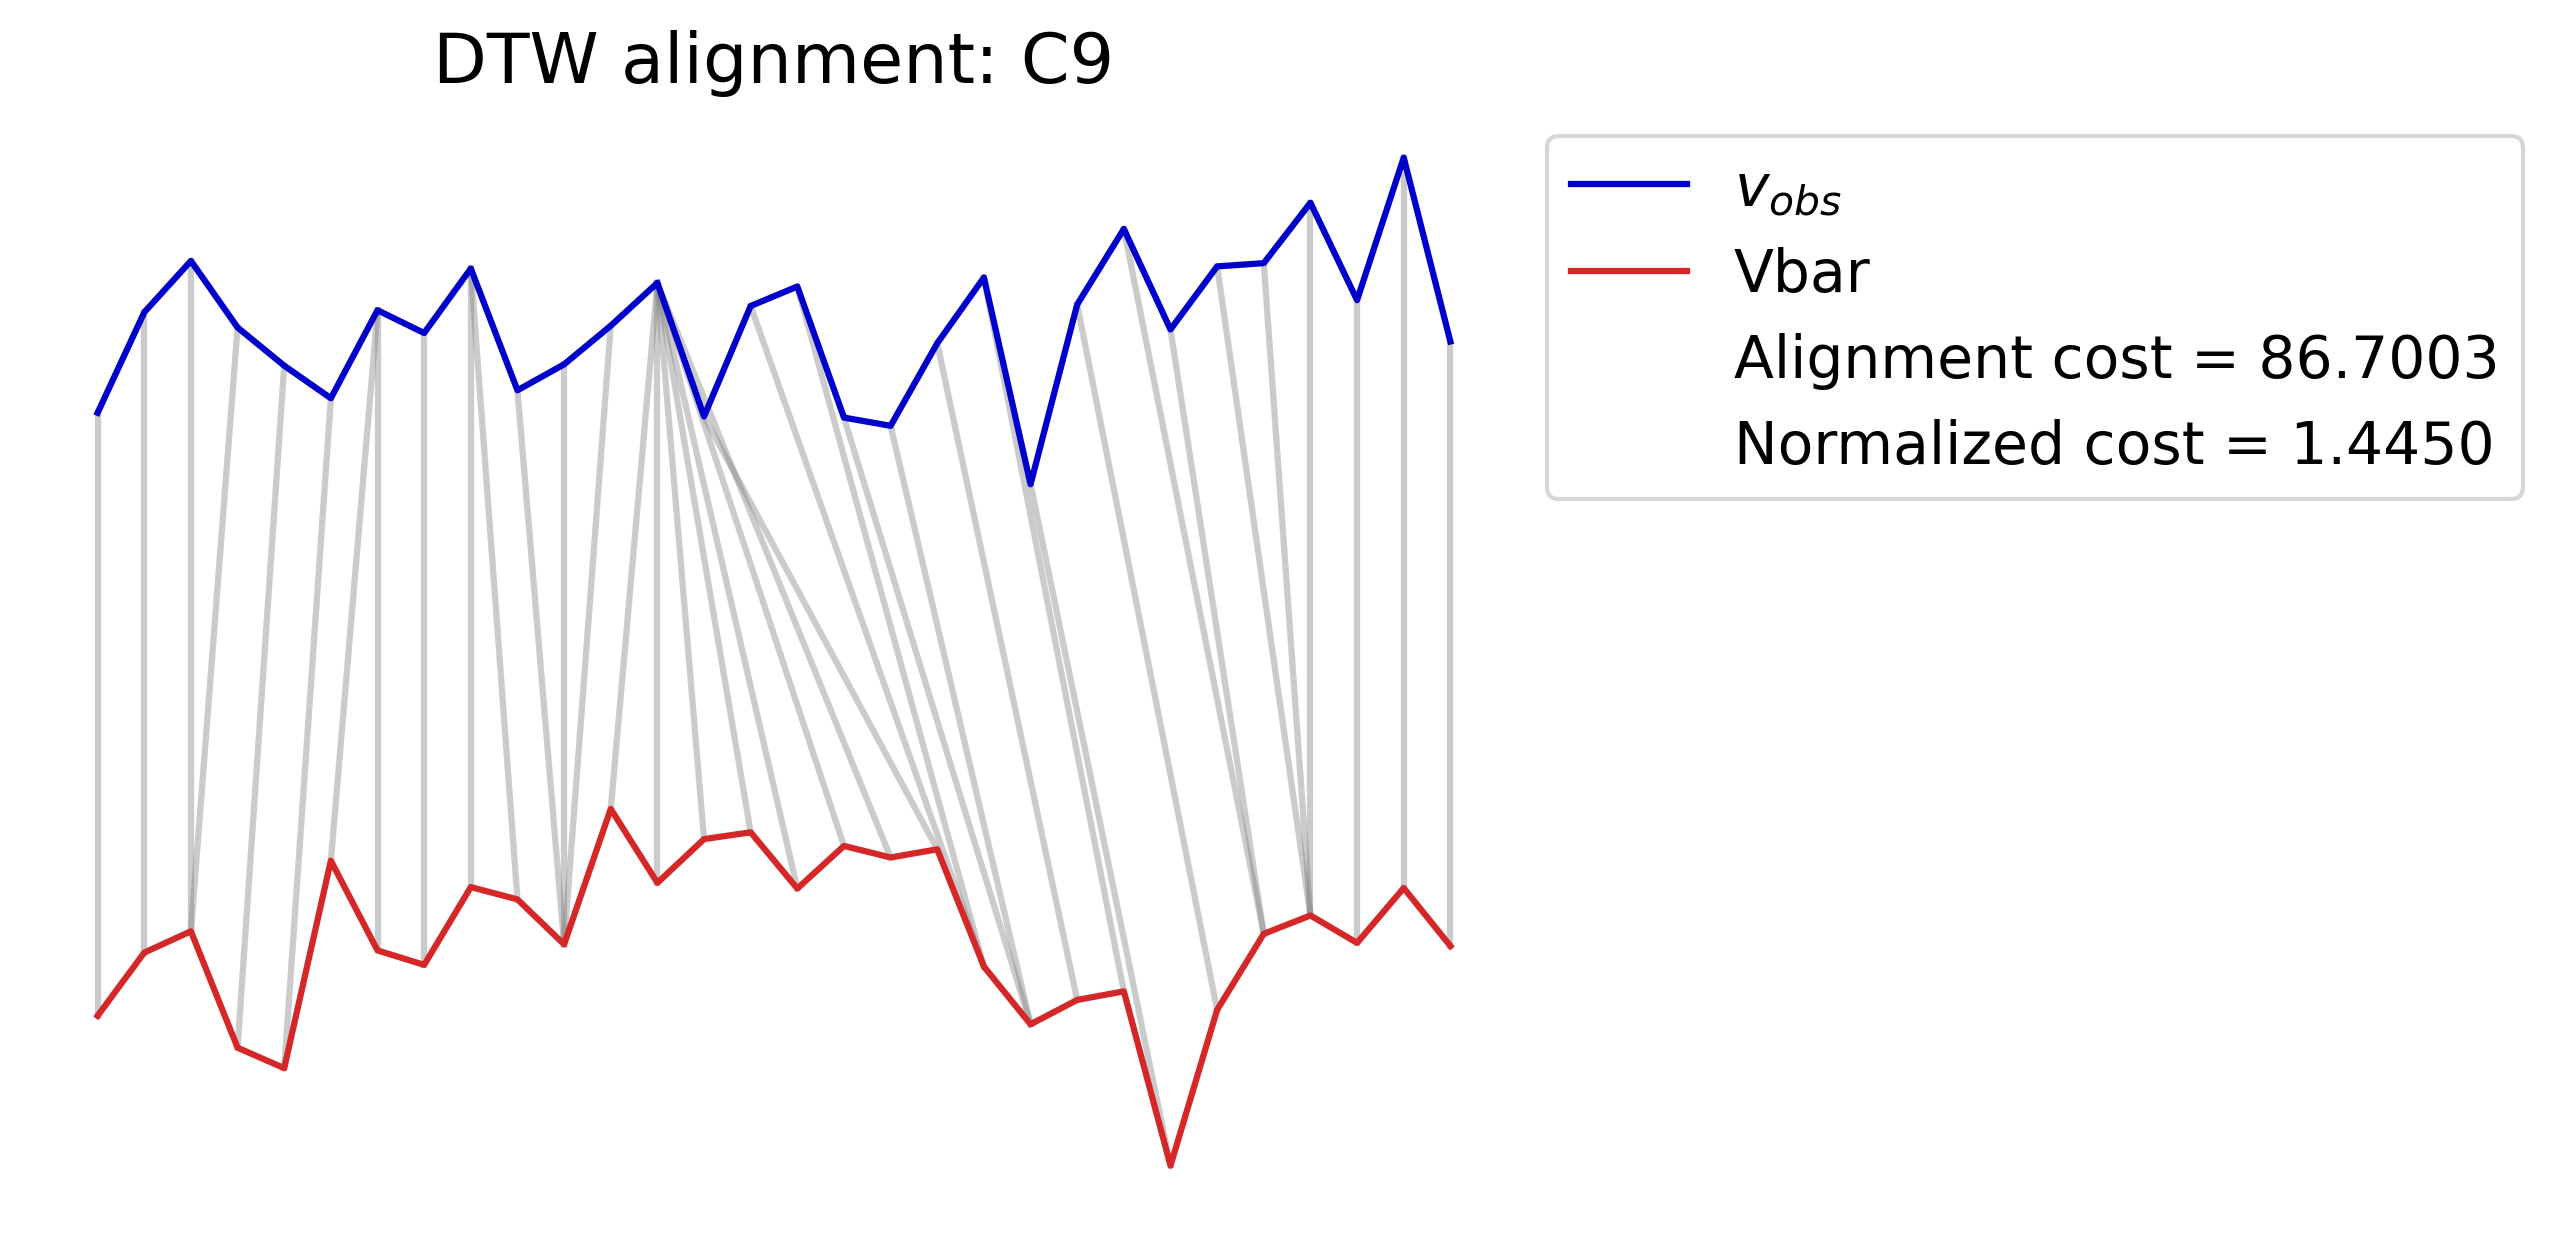 DTW alignment: C9
v_obs
Vbar
Alignment cost = 86.7003
Normalized cost = 1.4450